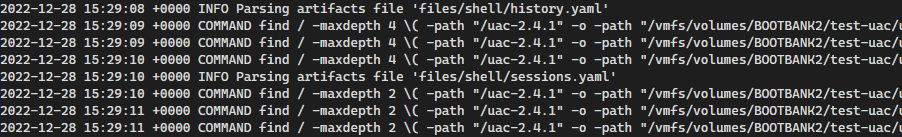 2022-12-28 15:29:08 +0000 INFO Parsing artifacts file 'files/shell/history.yaml'
2022-12-28 15:29:09 +0000 COMMAND find / -maxdepth 4 \( -path "/uac-2.4.1" -o -path "/vmfs/volumes/BOOTBANK2/test-uac/u
2022-12-28 15:29:09 +0000 COMMAND find / -maxdepth 4 \( -path "/uac-2.4.1" -o -path "/vmfs/volumes/BOOTBANK2/test-uac/u
2022-12-28 15:29:10 +0000 COMMAND find / -maxdepth 4 \( -path "/uac-2.4.1" -o -path "/vmfs/volumes/BOOTBANK2/test-uac/u
2022-12-28 15:29:10 +0000 INFO Parsing artifacts file 'files/shell/sessions.yaml'
2022-12-28 15:29:10 +0000 COMMAND find / -maxdepth 2 \( -path "/uac-2.4.1" -o -path "/vmfs/volumes/BOOTBANK2/test-uac/u
2022-12-28 15:29:11 +0000 COMMAND find / -maxdepth 2 \( -path "/uac-2.4.1" -o -path "/vmfs/volumes/BOOTBANK2/test-uac/u
2022-12-28 15:29:11 +0000 COMMAND find / -maxdepth 2 \( -path "/uac-2.4.1" -o -path "/vmfs/volumes/BOOTBANK2/test-uac/u